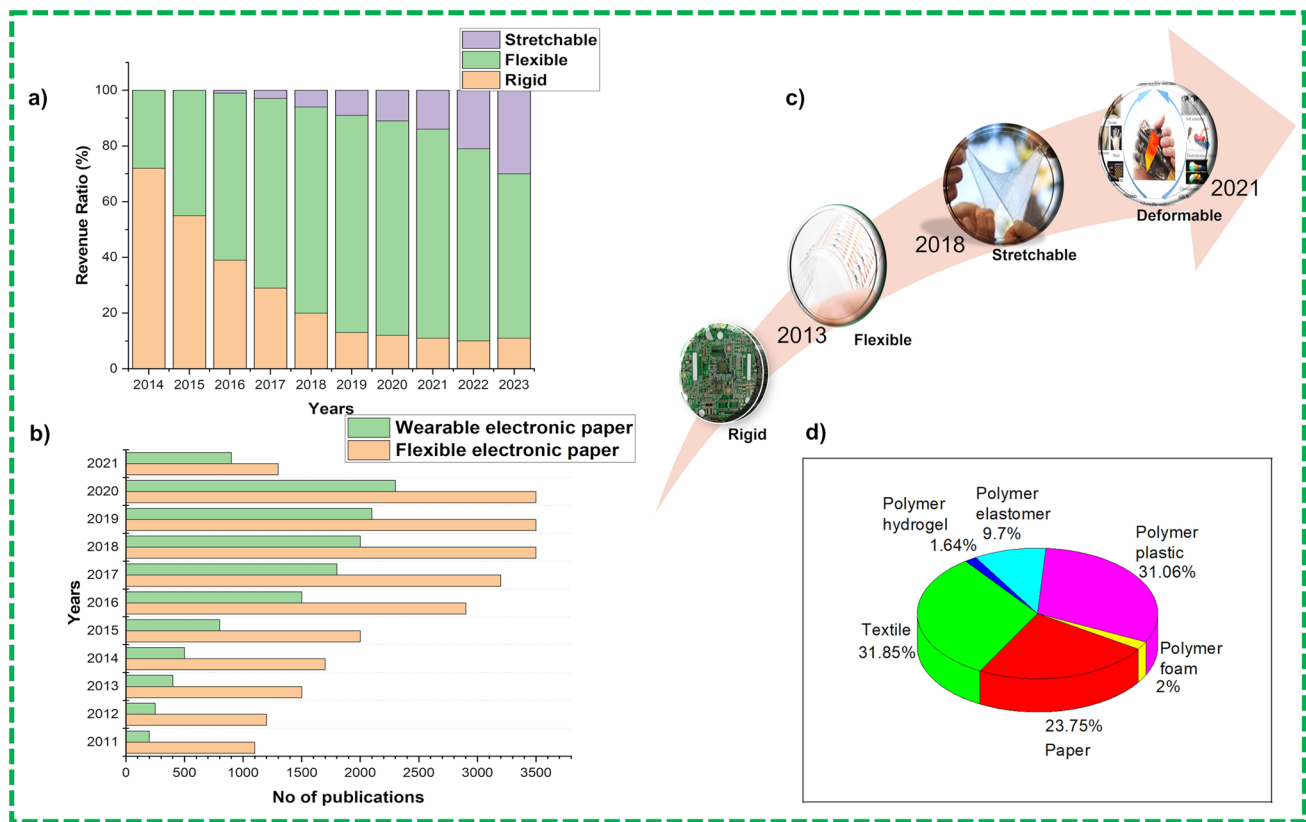 a)
Stretchable
Flexible
Rigid
Revenue Ratio (%)
100
80
60
40
20
0
2014 2015 2016 2017 2018 2019 2020 2021 2022 2023
Years
b)
Wearable electronic paper
Flexible electronic paper
Years
2021
2020
2019
2018
2017
2016
2015
2014
2013
2012
2011
0 500 1000 1500 2000 2500 3000 3500
No of publications
c)
Rigid
2013
Flexible
2018
Stretchable
Deformable
2021
d)
Polymer
hydrogel
1.64%
Polymer
elastomer
9.7%
Polymer
plastic
31.06%
Textile
31.85%
Polymer
foam
2%
23.75%
Paper